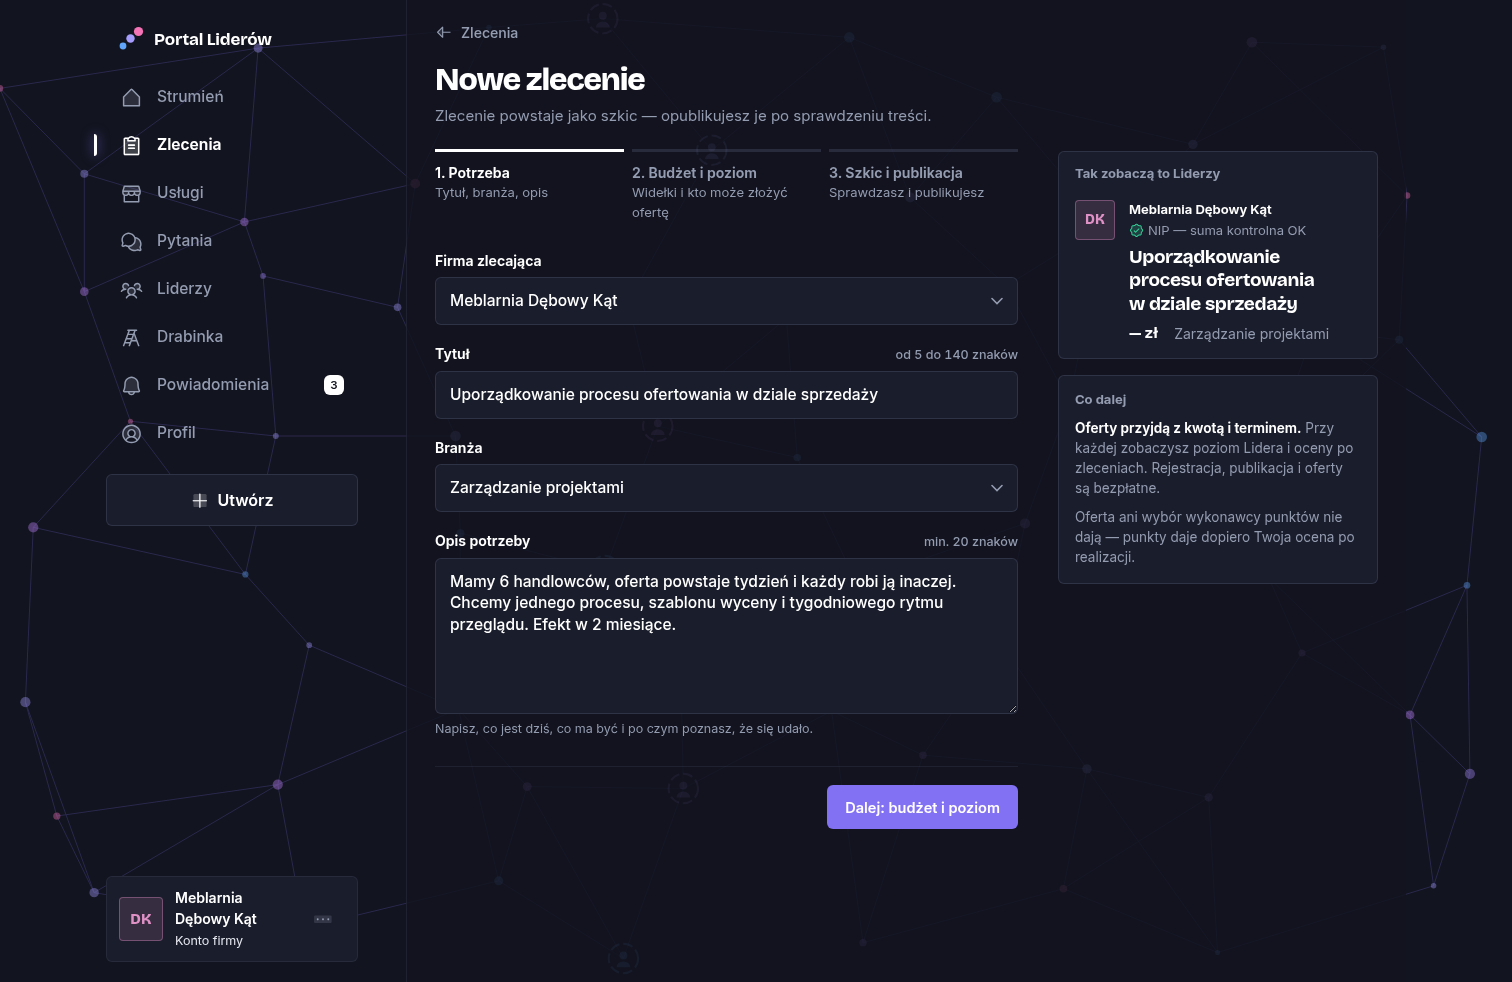 Portal Liderów
Strumień
Zlecenia
Usługi
Pytania
Liderzy
Drabinka
Powiadomienia
3
Profil
Utwórz
DK
Meblarnia
Dębowy Kąt
Konto firmy
Zlecenia
Nowe zlecenie
Zlecenie powstaje jako szkic — opublikujesz je po sprawdzeniu treści.
1. Potrzeba
Tytuł, branża, opis
2. Budżet i poziom
Widełki i kto może złożyć
ofertę
3. Szkic i publikacja
Sprawdzasz i publikujesz
Firma zlecająca
Meblarnia Dębowy Kąt
Tytuł
od 5 do 140 znaków
Uporządkowanie procesu ofertowania w dziale sprzedaży
Branża
Zarządzanie projektami
Opis potrzeby
min. 20 znaków
Mamy 6 handlowców, oferta powstaje tydzień i każdy robi ją inaczej.
Chcemy jednego procesu, szablonu wyceny i tygodniowego rytmu
przeglądu. Efekt w 2 miesiące.
Napisz, co jest dziś, co ma być i po czym poznasz, że się udało.
Dalej: budżet i poziom
Tak zobaczą to Liderzy
DK
Meblarnia Dębowy Kąt
NIP — suma kontrolna OK
Uporządkowanie
procesu ofertowania
w dziale sprzedaży
— zł
Zarządzanie projektami
Co dalej
Oferty przyjdą z kwotą i terminem. Przy
każdej zobaczysz poziom Lidera i oceny po
zleceniach. Rejestracja, publikacja i oferty
są bezpłatne.
Oferta ani wybór wykonawcy punktów nie
dają — punkty daje dopiero Twoja ocena po
realizacji.